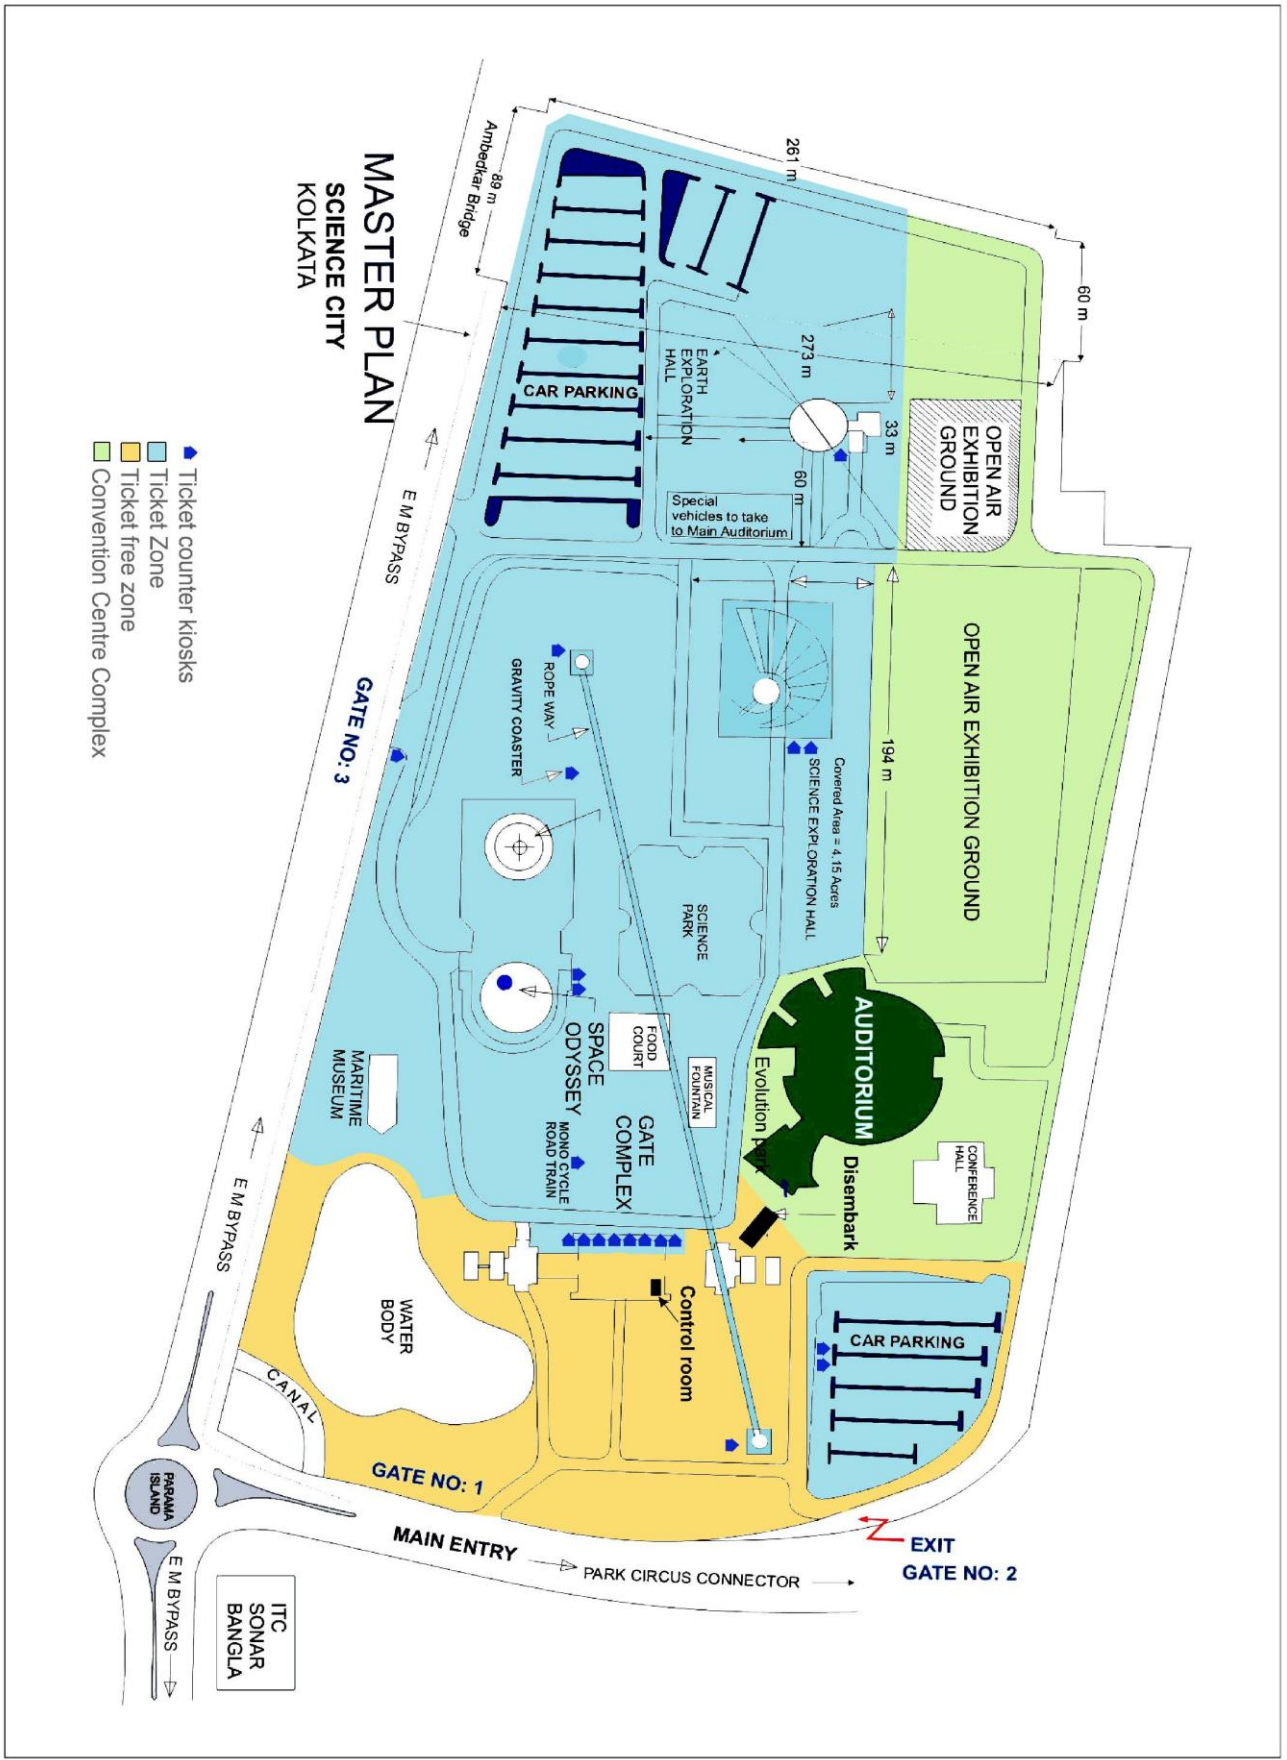 MASTER PLAN
SCIENCE CITY
KOLKATA
261 m
89 m
Ambedkar Bridge
60 m
273 m
33 m
60 m
CAR PARKING
EARTH
EXPLORATION
HALL
OPEN AIR
EXHIBITION
GROUND
Special
vehicles to take
to Main Auditorium
E M BYPASS
OPEN AIR EXHIBITION GROUND
194 m
Covered Area = 4.15 Acres
SCIENCE EXPLORATION HALL
ROPE WAY
GRAVITY COASTER
GATE NO: 3
SCIENCE
PARK
AUDITORIUM
Evolution park
SPACE
ODYSSEY
FOOD
COURT
MUSICAL
FOUNTAIN
MARITIME
MUSEUM
GATE
COMPLEX
MONO CYCLE
ROAD TRAIN
CONFERENCE
HALL
Disembark
E M BYPASS
Control room
WATER
BODY
CAR PARKING
CANAL
GATE NO: 1
PARAMA
ISLAND
MAIN ENTRY
PARK CIRCUS CONNECTOR
EXIT
GATE NO: 2
E M BYPASS
ITC
SONAR
BANGLA
Ticket counter kiosks
Ticket Zone
Ticket free zone
Convention Centre Complex